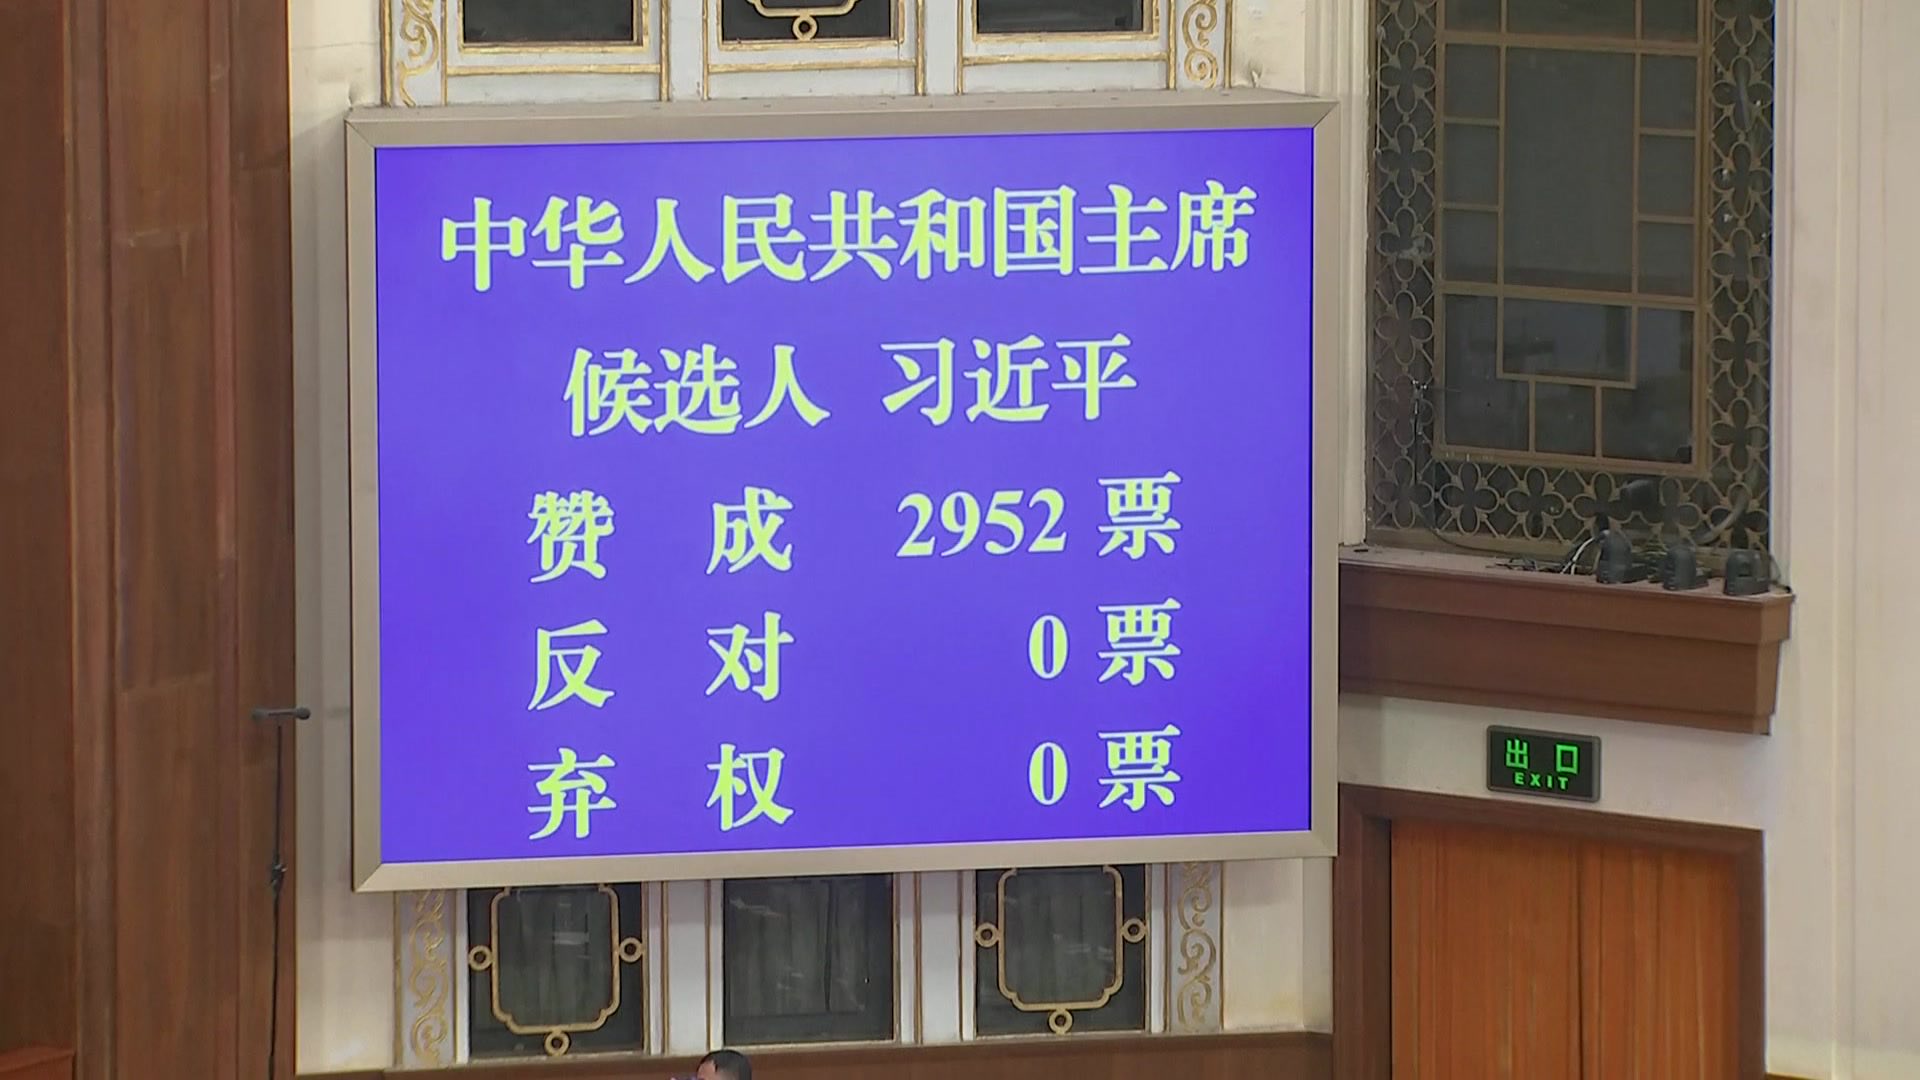 中华人民共和国主席
候选人 习近平
赞 成 2952 票
反 对 0 票
弃 权 0 票
出 口
EXIT